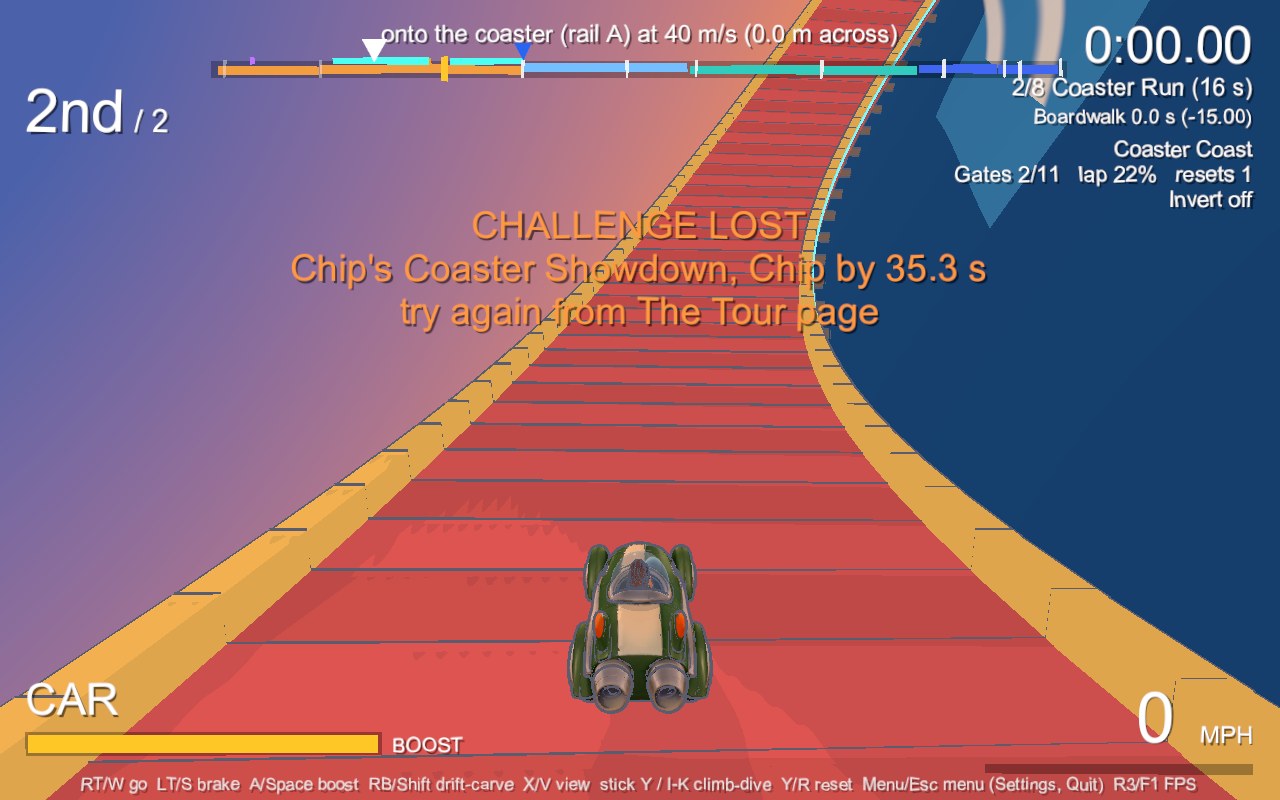 onto the coaster (rail A) at 40 m/s (0.0 m across)
0:00.00
2nd / 2
2/8 Coaster Run (16 s)
Boardwalk 0.0 s (-15.00)
Coaster Coast
Gates 2/11 lap 22% resets 1
Invert off
CHALLENGE LOST
Chip's Coaster Showdown, Chip by 35.3 s
try again from The Tour page
CAR
BOOST
0 MPH
RT/W go LT/S brake A/Space boost RB/Shift drift-carve X/V view stick Y / I-K climb-dive Y/R reset Menu/Esc menu (Settings, Quit) R3/F1 FPS